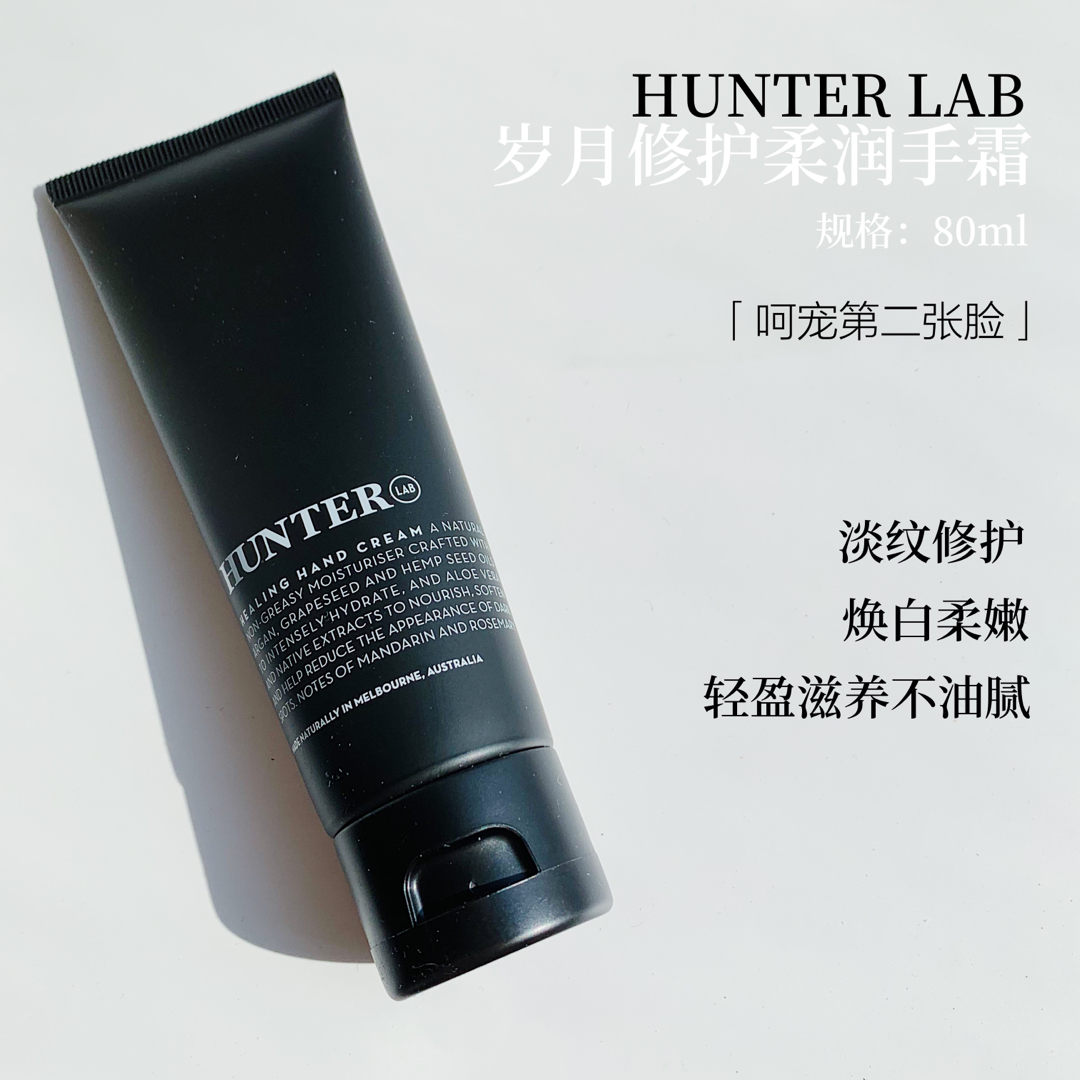 HUNTER LAB
岁月修护柔润手霜
规格：80ml
「 呵宠第二张脸 」
淡纹修护
焕白柔嫩
轻盈滋养不油腻
HUNTER LAB
HEALING HAND CREAM A NATURAL
NON-GREASY MOISTURISER CRAFTED WITH
ARGAN, GRAPESEED AND HEMP SEED OILS
TO INTENSELY HYDRATE, AND ALOE VERA
AND NATIVE EXTRACTS TO NOURISH, SOFTEN
AND HELP REDUCE THE APPEARANCE OF DARK
SPOTS. NOTES OF MANDARIN AND ROSEMARY
MADE NATURALLY IN MELBOURNE, AUSTRALIA